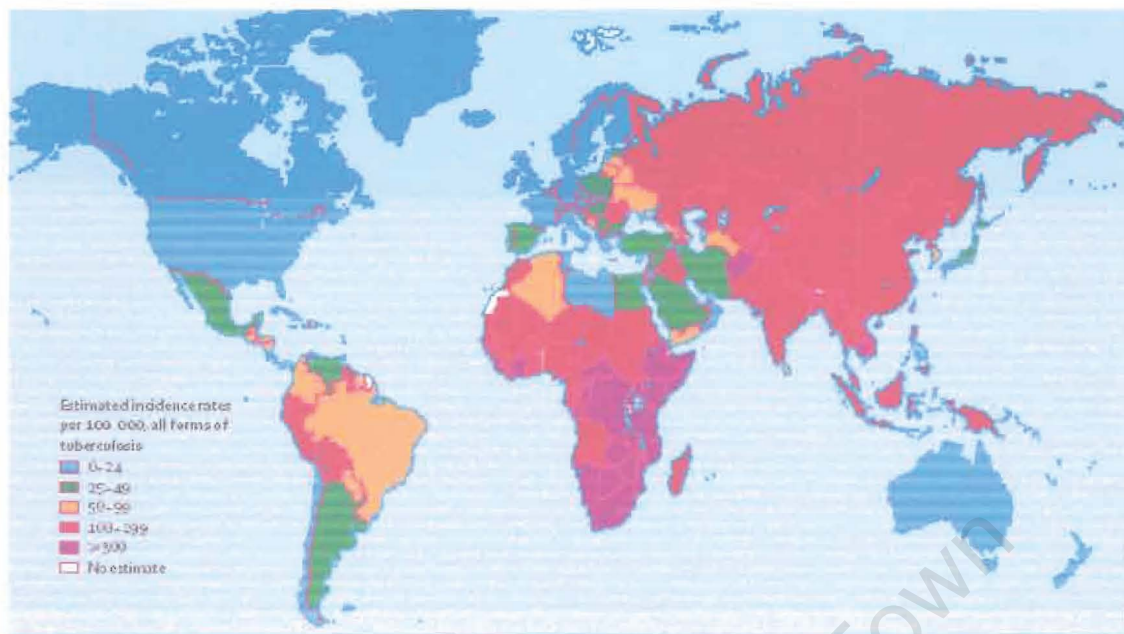 Estimated incidence rates
per 100 000, all forms of
tuberculosis
0–24
25–49
50–99
100–299
>300
No estimate
Town